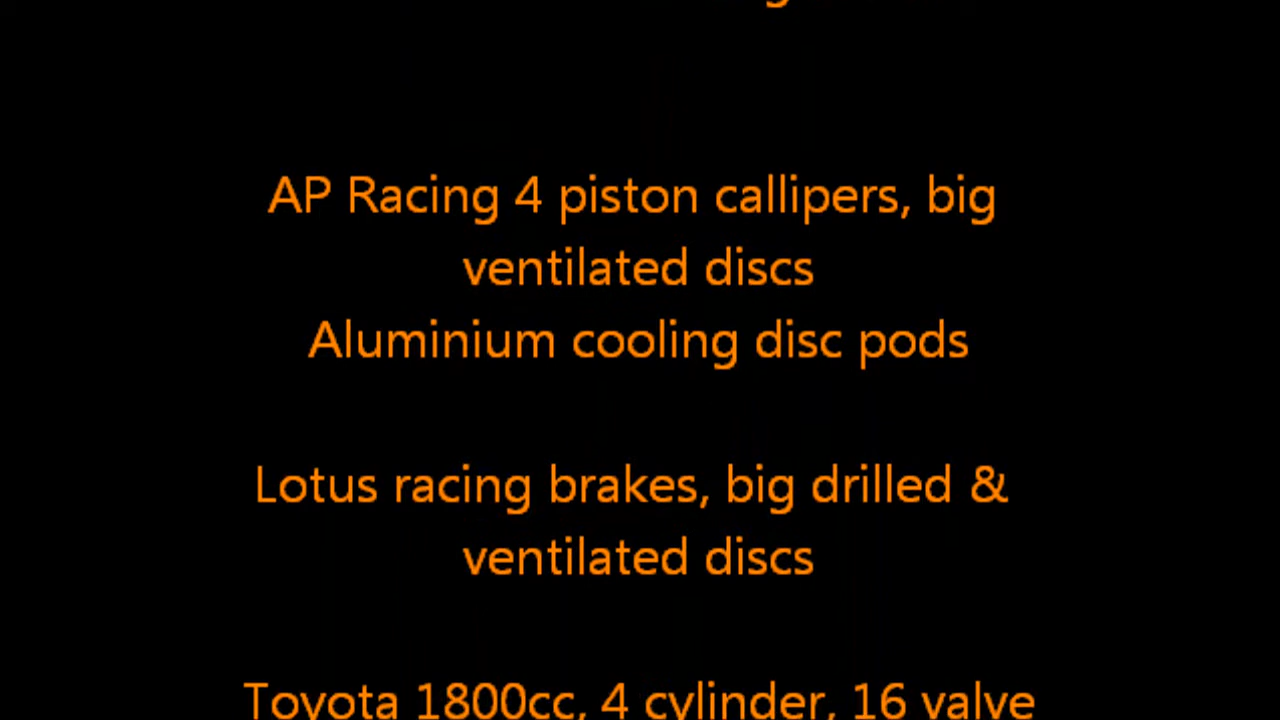 AP Racing 4 piston callipers, big
ventilated discs
Aluminium cooling disc pods
Lotus racing brakes, big drilled &
ventilated discs
Toyota 1800cc, 4 cylinder, 16 valve